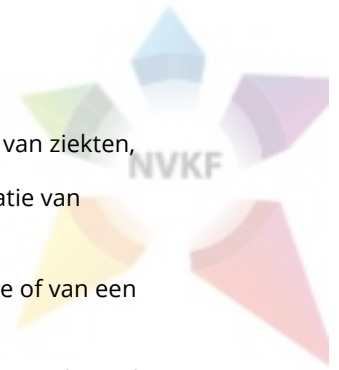 van ziekten,
NVKF
atie van
e of van een